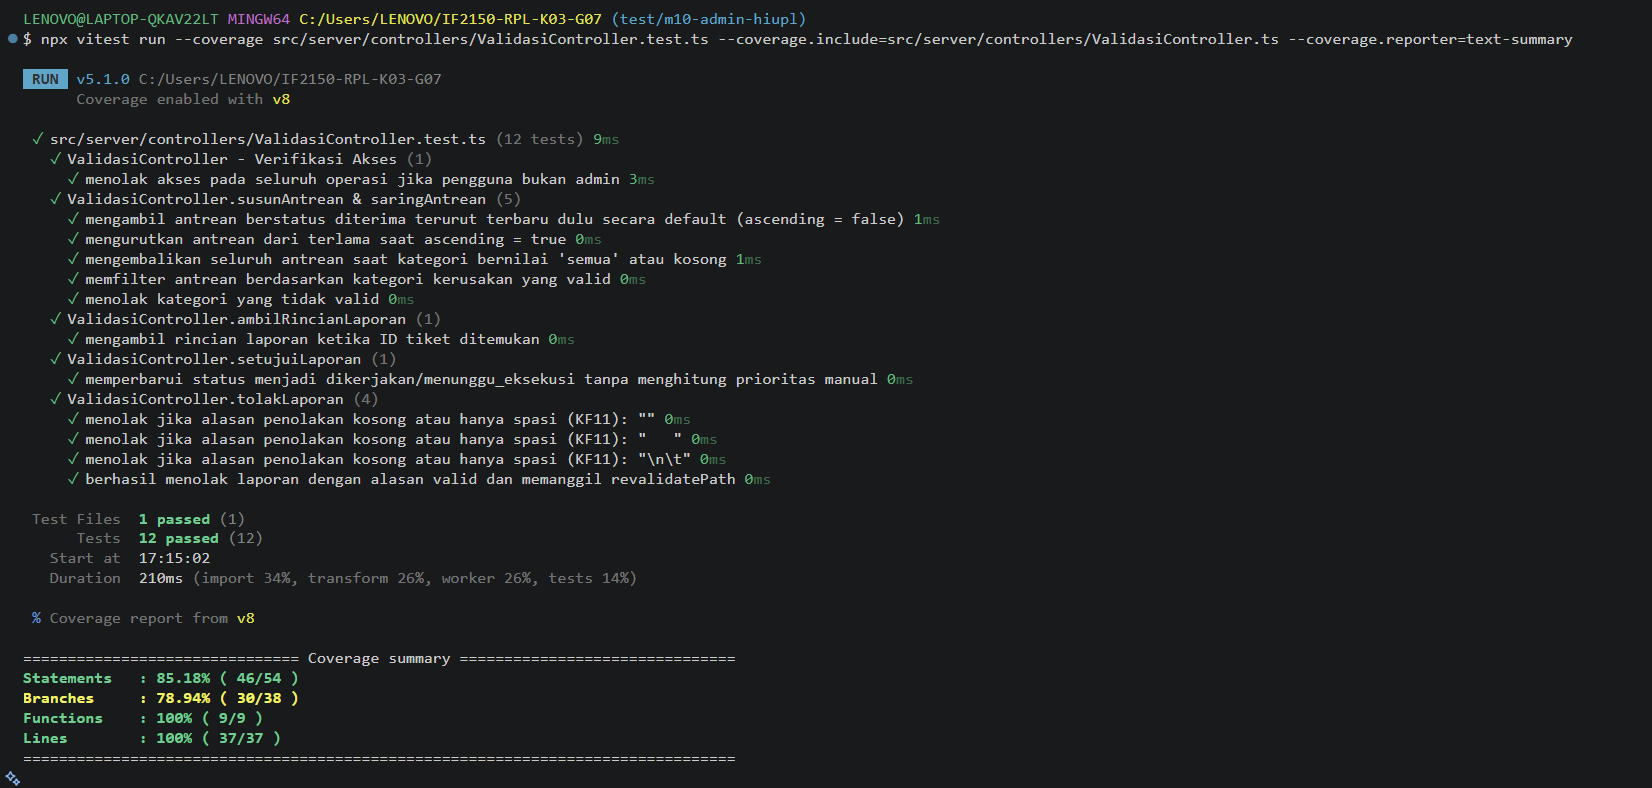 LENOVO@LAPTOP-QKAV22LT MINGW64 C:/Users/LENOVO/IF2150-RPL-K03-G07 (test/m10-admin-hiupl)
$ npx vitest run --coverage src/server/controllers/ValidasiController.test.ts --coverage.include=src/server/controllers/ValidasiController.ts --coverage.reporter=text-summary
RUN v5.1.0 C:/Users/LENOVO/IF2150-RPL-K03-G07
Coverage enabled with v8
✓ src/server/controllers/ValidasiController.test.ts (12 tests) 9ms
✓ ValidasiController - Verifikasi Akses (1)
✓ menolak akses pada seluruh operasi jika pengguna bukan admin 3ms
✓ ValidasiController.susunAntrean & saringAntrean (5)
✓ mengambil antrean berstatus diterima terurut terbaru dulu secara default (ascending = false) 1ms
✓ mengurutkan antrean dari terlama saat ascending = true 0ms
✓ mengembalikan seluruh antrean saat kategori bernilai 'semua' atau kosong 1ms
✓ memfilter antrean berdasarkan kategori kerusakan yang valid 0ms
✓ menolak kategori yang tidak valid 0ms
✓ ValidasiController.ambilRincianLaporan (1)
✓ mengambil rincian laporan ketika ID tiket ditemukan 0ms
✓ ValidasiController.setujuiLaporan (1)
✓ memperbarui status menjadi dikerjakan/menunggu_eksekusi tanpa menghitung prioritas manual 0ms
✓ ValidasiController.tolakLaporan (4)
✓ menolak jika alasan penolakan kosong atau hanya spasi (KF11): "" 0ms
✓ menolak jika alasan penolakan kosong atau hanya spasi (KF11): "   " 0ms
✓ menolak jika alasan penolakan kosong atau hanya spasi (KF11): "\n\t" 0ms
✓ berhasil menolak laporan dengan alasan valid dan memanggil revalidatePath 0ms
Test Files 1 passed (1)
Tests 12 passed (12)
Start at 17:15:02
Duration 210ms (import 34%, transform 26%, worker 26%, tests 14%)
% Coverage report from v8
=============================== Coverage summary ===============================
Statements   : 85.18% ( 46/54 )
Branches     : 78.94% ( 30/38 )
Functions    : 100% ( 9/9 )
Lines        : 100% ( 37/37 )
================================================================================